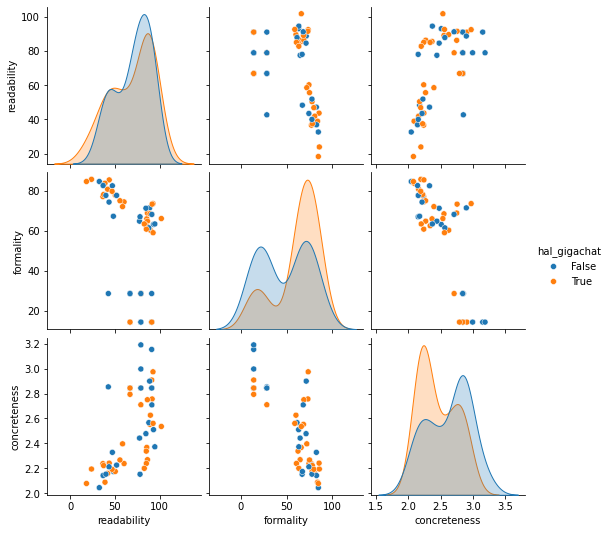 readability
100
80
60
40
20
formality
80
60
40
20
hal_gigachat
False
True
concreteness
3.2
3.0
2.8
2.6
2.4
2.2
2.0
0 50 100
0 50 100
1.5 2.0 2.5 3.0 3.5
readability formality concreteness